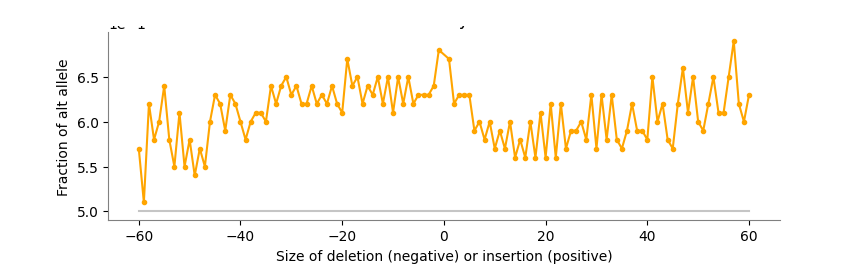 6.5
6.0
5.5
5.0
Fraction of alt allele
−60 −40 −20 0 20 40 60
Size of deletion (negative) or insertion (positive)